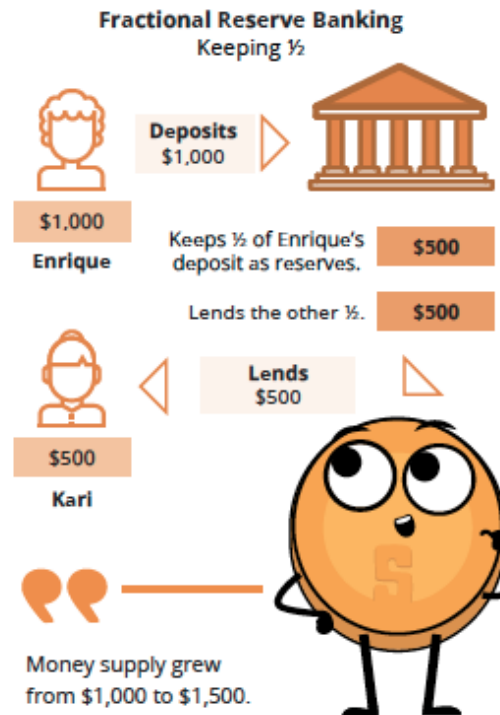 Fractional Reserve Banking
Keeping ½
Deposits
$1,000
$1,000
Enrique
Keeps ½ of Enrique's
deposit as reserves.
$500
Lends the other ½.
$500
Lends
$500
$500
Kari
S
Money supply grew
from $1,000 to $1,500.